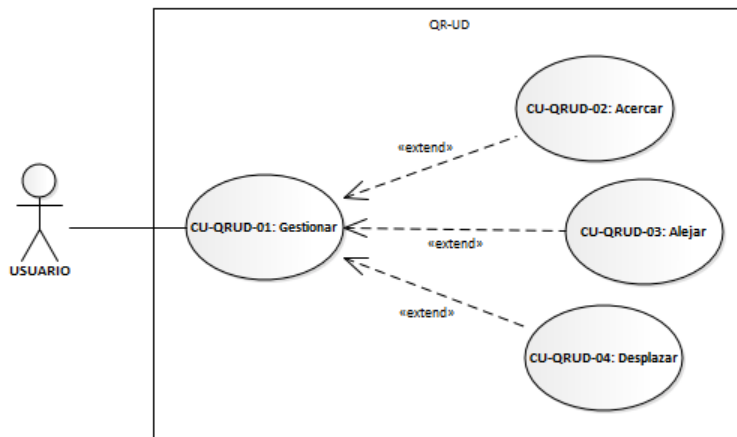 QR-UD
CU-QRUD-02: Acercar
«extend»
USUARIO
CU-QRUD-01: Gestionar
«extend»
CU-QRUD-03: Alejar
«extend»
CU-QRUD-04: Desplazar